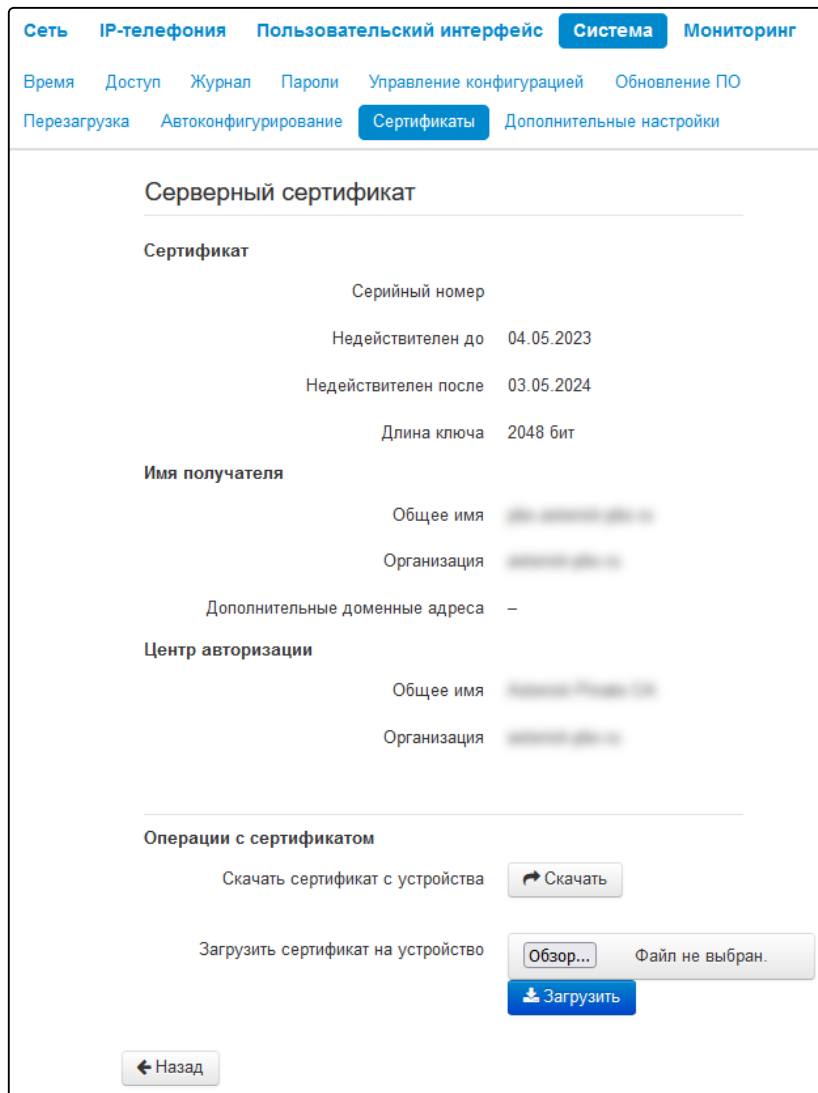 Сеть IP-телефония Пользовательский интерфейс Система Мониторинг
Время Доступ Журнал Пароли Управление конфигурацией Обновление ПО
Перезагрузка Автоконфигурирование Сертификаты Дополнительные настройки
Серверный сертификат
Сертификат
Серийный номер
Недействителен до 04.05.2023
Недействителен после 03.05.2024
Длина ключа 2048 бит
Имя получателя
Общее имя
Организация
Дополнительные доменные адреса –
Центр авторизации
Общее имя
Организация
Операции с сертификатом
Скачать сертификат с устройства Скачать
Загрузить сертификат на устройство Обзор... Файл не выбран.
Загрузить
Назад